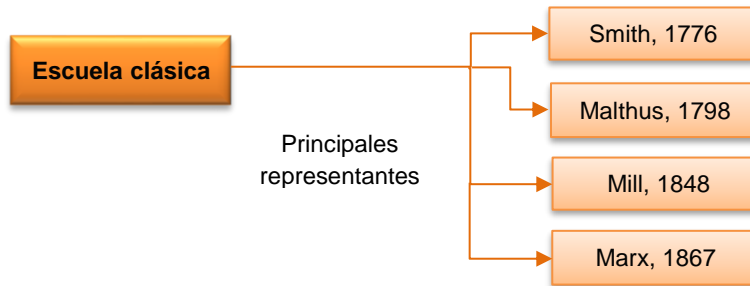 Escuela clásica
Principales
representantes
Smith, 1776
Malthus, 1798
Mill, 1848
Marx, 1867